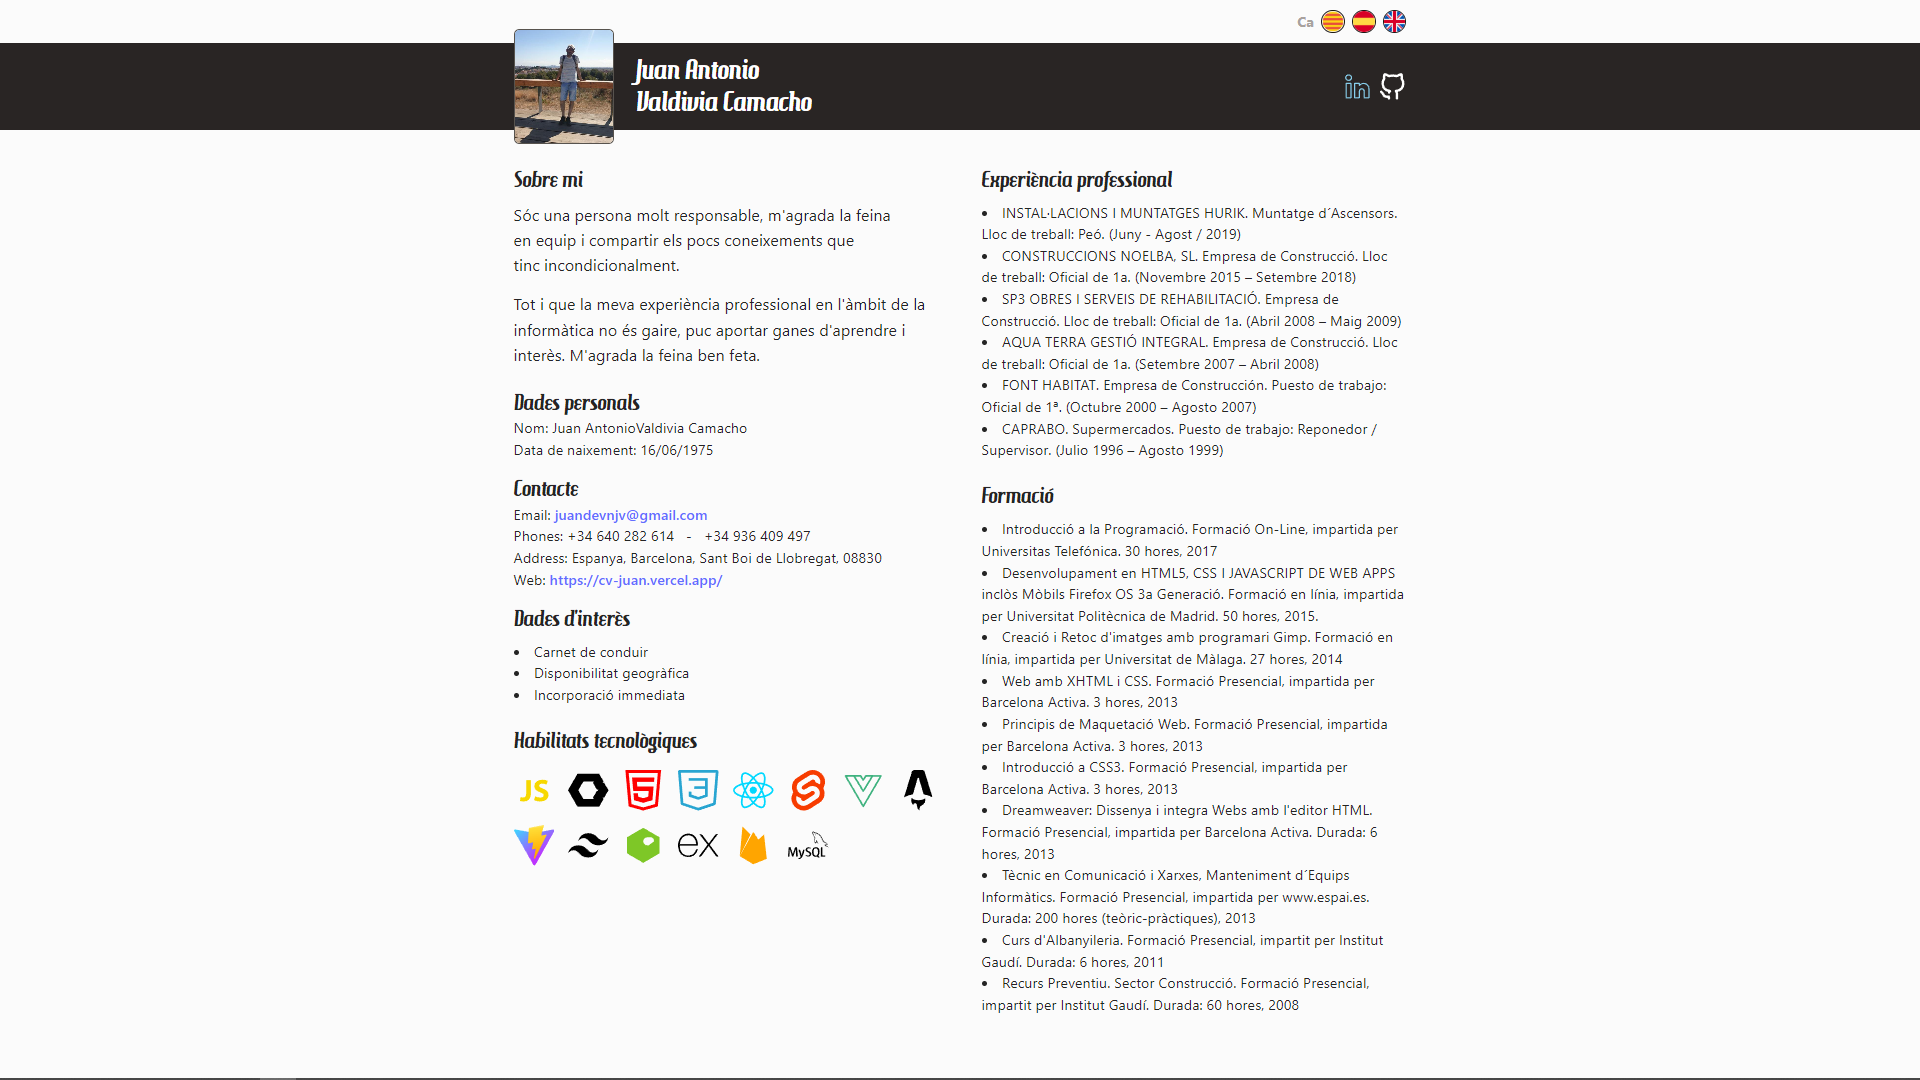 Ca
Juan Antonio
Valdivia Camacho
in
Sobre mi
Sóc una persona molt responsable, m'agrada la feina
en equip i compartir els pocs coneixements que
tinc incondicionalment.
Tot i que la meva experiència professional en l'àmbit de la
informàtica no és gaire, puc aportar ganes d'aprendre i
interès. M'agrada la feina ben feta.
Dades personals
Nom: Juan AntonioValdivia Camacho
Data de naixement: 16/06/1975
Contacte
Email: juandevnjv@gmail.com
Phones: +34 640 282 614 - +34 936 409 497
Address: Espanya, Barcelona, Sant Boi de Llobregat, 08830
Web: https://cv-juan.vercel.app/
Dades d'interès
• Carnet de conduir
• Disponibilitat geogràfica
• Incorporació immediata
Habilitats tecnològiques
JS
5
3
ex
MySQL
Experiència professional
• INSTAL·LACIONS I MUNTATGES HURIK. Muntatge d´Ascensors.
Lloc de treball: Peó. (Juny - Agost / 2019)
• CONSTRUCCIONS NOELBA, SL. Empresa de Construcció. Lloc
de treball: Oficial de 1a. (Novembre 2015 – Setembre 2018)
• SP3 OBRES I SERVEIS DE REHABILITACIÓ. Empresa de
Construcció. Lloc de treball: Oficial de 1a. (Abril 2008 – Maig 2009)
• AQUA TERRA GESTIÓ INTEGRAL. Empresa de Construcció. Lloc
de treball: Oficial de 1a. (Setembre 2007 – Abril 2008)
• FONT HABITAT. Empresa de Construcción. Puesto de trabajo:
Oficial de 1ª. (Octubre 2000 – Agosto 2007)
• CAPRABO. Supermercados. Puesto de trabajo: Reponedor /
Supervisor. (Julio 1996 – Agosto 1999)
Formació
• Introducció a la Programació. Formació On-Line, impartida per
Universitas Telefónica. 30 hores, 2017
• Desenvolupament en HTML5, CSS I JAVASCRIPT DE WEB APPS
inclòs Mòbils Firefox OS 3a Generació. Formació en línia, impartida
per Universitat Politècnica de Madrid. 50 hores, 2015.
• Creació i Retoc d'imatges amb programari Gimp. Formació en
línia, impartida per Universitat de Màlaga. 27 hores, 2014
• Web amb XHTML i CSS. Formació Presencial, impartida per
Barcelona Activa. 3 hores, 2013
• Principis de Maquetació Web. Formació Presencial, impartida
per Barcelona Activa. 3 hores, 2013
• Introducció a CSS3. Formació Presencial, impartida per
Barcelona Activa. 3 hores, 2013
• Dreamweaver: Dissenya i integra Webs amb l'editor HTML.
Formació Presencial, impartida per Barcelona Activa. Durada: 6
hores, 2013
• Tècnic en Comunicació i Xarxes, Manteniment d´Equips
Informàtics. Formació Presencial, impartida per www.espai.es.
Durada: 200 hores (teòric-pràctiques), 2013
• Curs d'Albanyileria. Formació Presencial, impartit per Institut
Gaudí. Durada: 6 hores, 2011
• Recurs Preventiu. Sector Construcció. Formació Presencial,
impartit per Institut Gaudí. Durada: 60 hores, 2008